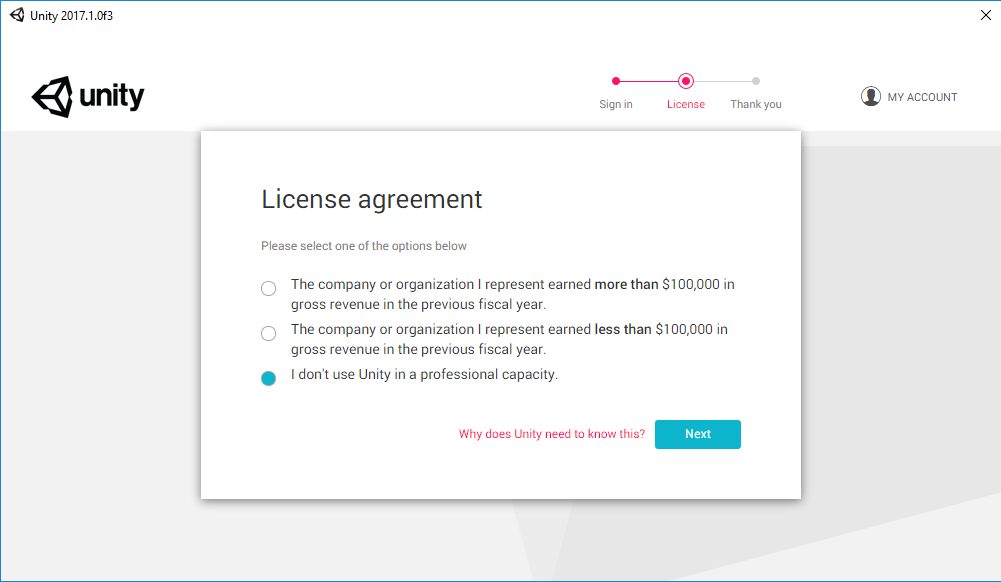 Unity 2017.1.0f3
unity
Sign in
License
Thank you
MY ACCOUNT
License agreement
Please select one of the options below
The company or organization I represent earned more than $100,000 in
gross revenue in the previous fiscal year.
The company or organization I represent earned less than $100,000 in
gross revenue in the previous fiscal year.
I don't use Unity in a professional capacity.
Why does Unity need to know this?
Next